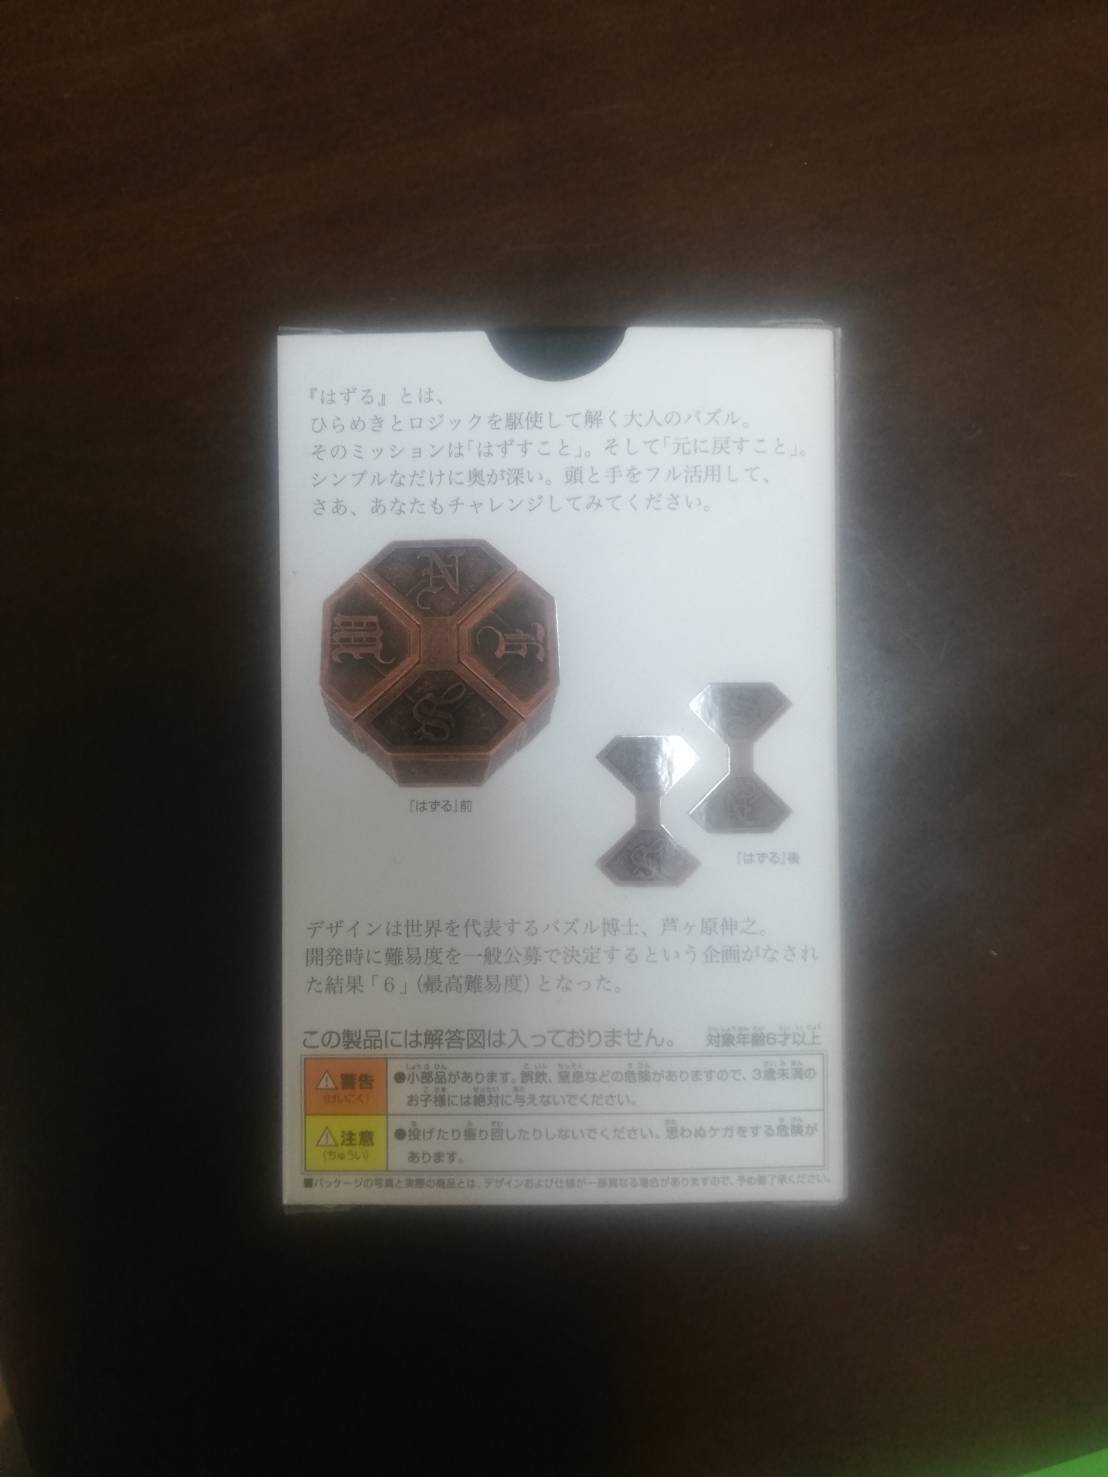 『はずる』とは、
ひらめきとロジックを駆使して解く大人のパズル。
そのミッションは「はずすこと」。そして「元に戻すこと」。
シンプルなだけに奥が深い。頭と手をフル活用して、
さあ、あなたもチャレンジしてみてください。
N
W
E
S
『はずる』前
『はずる』後
デザインは世界を代表するパズル博士、芦ヶ原伸之。
開発時に難易度を一般公募で決定するという企画がなされ
た結果「6」(最高難易度)となった。
この製品には解答図は入っておりません。 対象年齢6才以上
警告
(けいこく)
●小部品があります。誤飲、窒息などの危険がありますので、3歳未満の
お子様には絶対に与えないでください。
注意
(ちゅうい)
●投げたり振り回したりしないでください。思わぬケガをする危険が
あります。
■パッケージの写真と実際の商品とは、デザインおよび仕様が一部異なる場合がありますので、予めご了承ください。